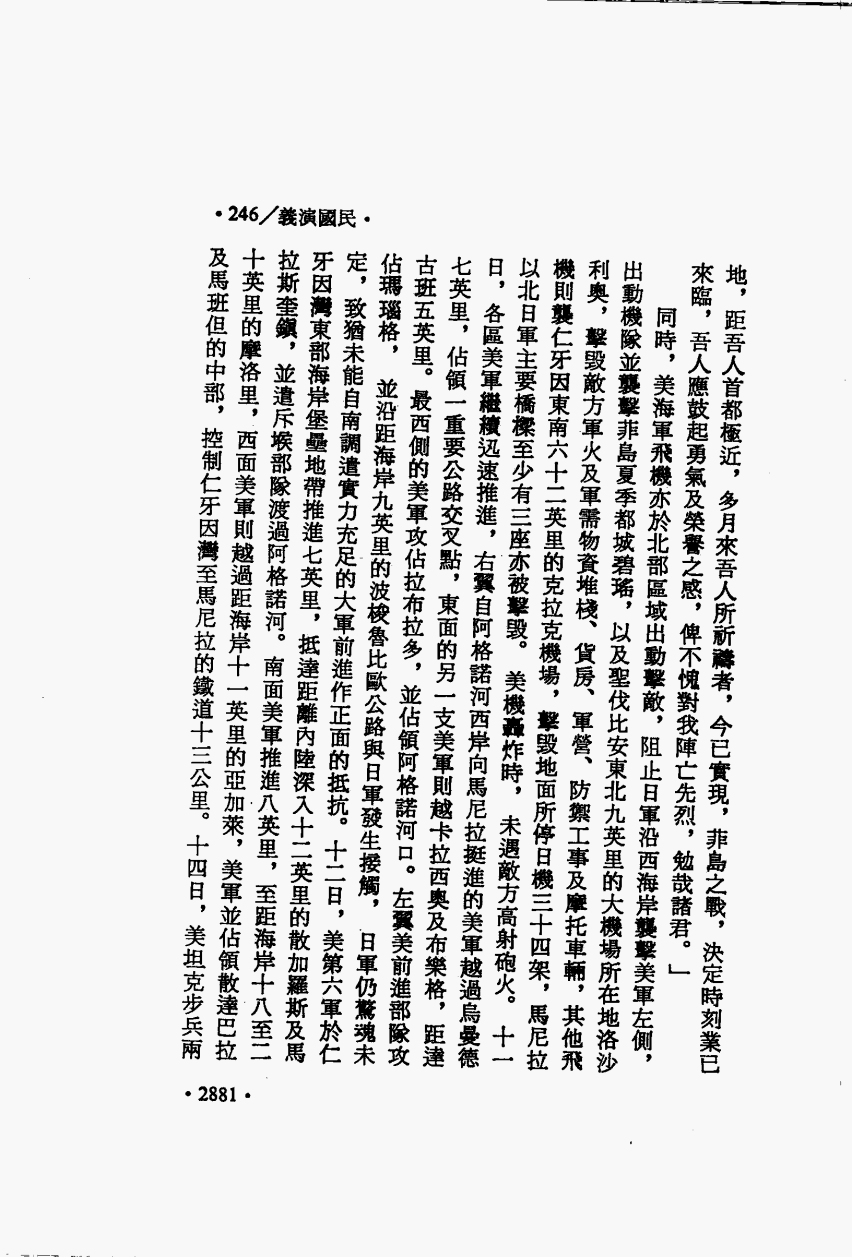 •246／義演國民•
地，距吾人首都極近，多月來吾人所祈禱者，今已實現，菲島之戰，決定時刻業已
來臨，吾人應鼓起勇氣及榮譽之感，俾不愧對我陣亡先烈，勉哉諸君。」
同時，美海軍飛機亦於北部區域出動擊敵，阻止日軍沿西海岸襲擊美軍左側，
出動機隊並襲擊菲島夏季都城碧瑤，以及聖伐比安東北九英里的大機場所在地洛沙
利奧，擊毀敵方軍火及軍需物資堆棧、貨房、軍營、防禦工事及摩托車輛，其他飛
機則襲仁牙因東南六十二英里的克拉克機場，擊毀地面所停日機三十四架，馬尼拉
以北日軍主要橋樑至少有三座亦被擊毀。美機轟炸時，未遇敵方高射砲火。十一
日，各區美軍繼續迅速推進，右翼自阿格諾河西岸向馬尼拉挺進的美軍越過烏曼德
七英里，佔領一重要公路交叉點，東面的另一支美軍則越卡拉西奧及布樂格，距達
古班五英里。最西側的美軍攻佔拉布拉多，並佔領阿格諾河口。左翼美前進部隊攻
佔瑪瑙格，並沿距海岸九英里的波梭魯比歐公路與日軍發生接觸，日軍仍驚魂未
定，致猶未能自南調遣實力充足的大軍前進作正面的抵抗。十二日，美第六軍於仁
牙因灣東部海岸堡壘地帶推進七英里，抵達距離內陸深入十二英里的散加羅斯及馬
拉斯奎鎭，並遣斥堠部隊渡過阿格諾河。南面美軍推進八英里，至距海岸十八至二
十英里的摩洛里，西面美軍則越過距海岸十一英里的亞加萊，美軍並佔領散達巴拉
及馬班但的中部，控制仁牙因灣至馬尼拉的鐵道十三公里。十四日，美坦克步兵兩
•2881•